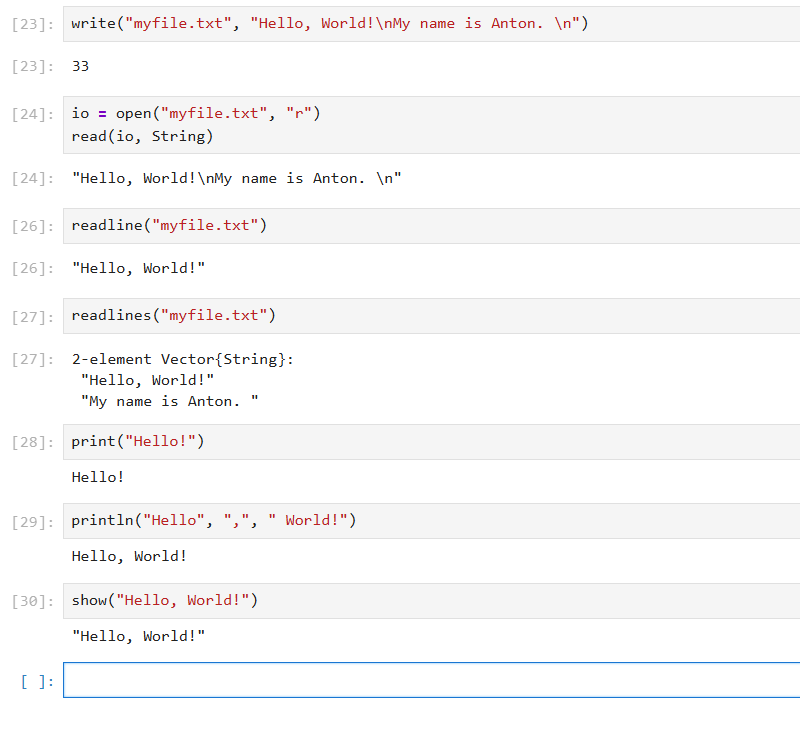 [23]: write("myfile.txt", "Hello, World!\nMy name is Anton. \n")
[23]: 33
[24]: io = open("myfile.txt", "r")
read(io, String)
[24]: "Hello, World!\nMy name is Anton. \n"
[26]: readline("myfile.txt")
[26]: "Hello, World!"
[27]: readlines("myfile.txt")
[27]: 2-element Vector{String}:
"Hello, World!"
"My name is Anton. "
[28]: print("Hello!")
Hello!
[29]: println("Hello", ",", " World!")
Hello, World!
[30]: show("Hello, World!")
"Hello, World!"
[ ]: